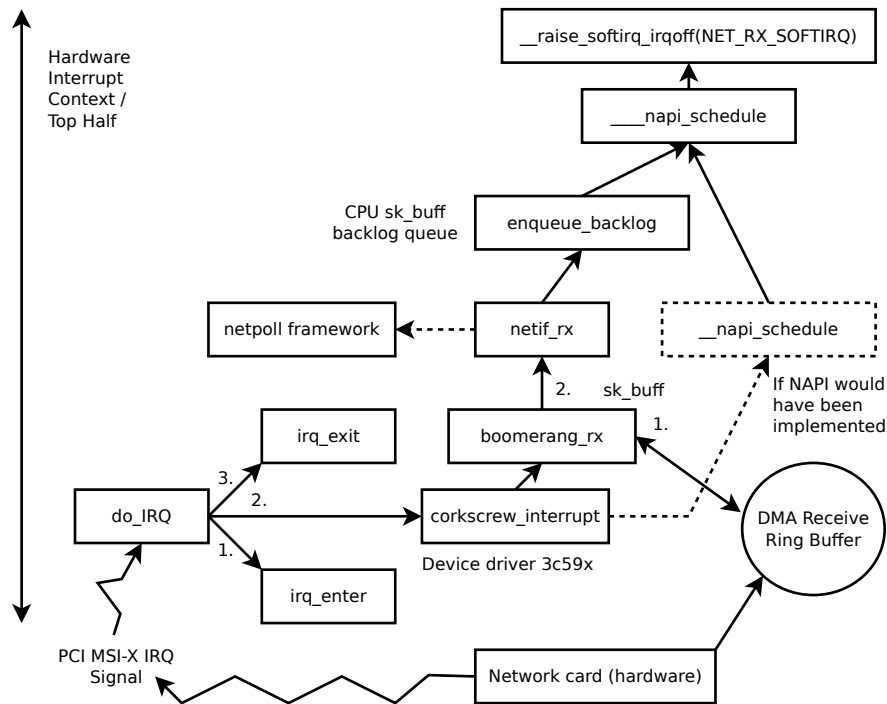 __raise_softirq_irqoff(NET_RX_SOFTIRQ)
Hardware
Interrupt
Context /
Top Half
____napi_schedule
CPU sk_buff
backlog queue
enqueue_backlog
netpoll framework
netif_rx
__napi_schedule
If NAPI would
have been
implemented
2.
sk_buff
1.
irq_exit
boomerang_rx
3.
2.
do_IRQ
corkscrew_interrupt
DMA Receive
Ring Buffer
1.
Device driver 3c59x
irq_enter
PCI MSI-X IRQ
Signal
Network card (hardware)